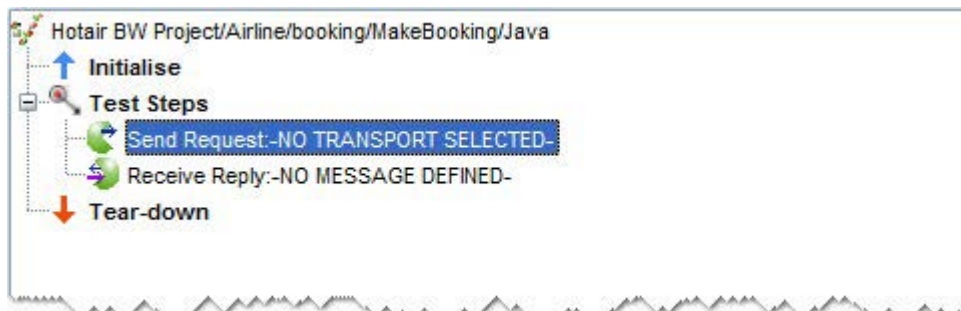 Hotair BW Project/Airline/booking/MakeBooking/Java
Initialise
Test Steps
Send Request:-NO TRANSPORT SELECTED-
Receive Reply:-NO MESSAGE DEFINED-
Tear-down